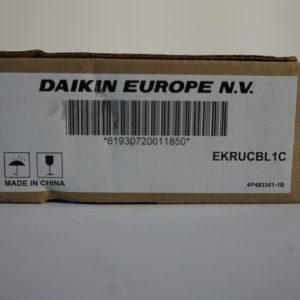 DAIKIN EUROPE N.V.
*61930720011850*
EKRUCBL1C
MADE IN CHINA
4P483341-1B